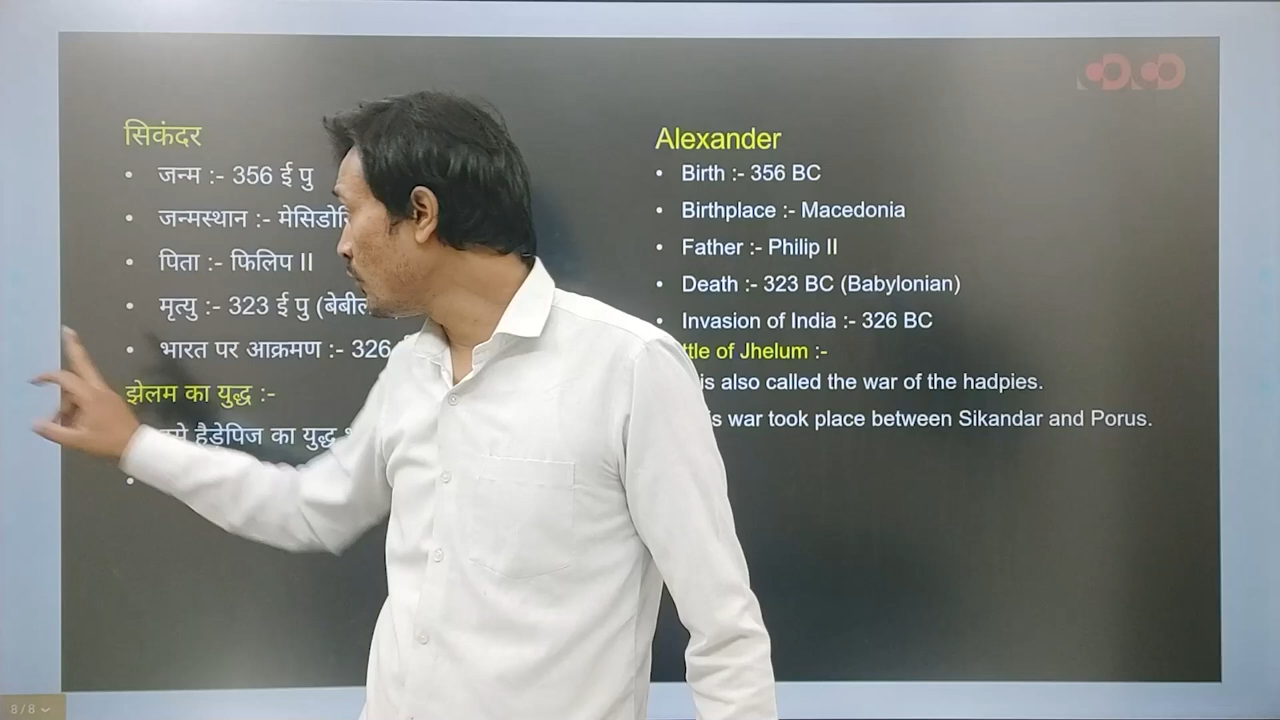 सिकंदर
• जन्म :- 356 ई पु
• जन्मस्थान :-
• पिता :- फिलिप II
• मृत्यु :- 323 ई पु
• भारत पर आक्रमण :- 326
झेलम का युद्ध :-
हैडेपिज का युद्ध
•
Alexander
• Birth :- 356 BC
• Birthplace :- Macedonia
• Father :- Philip II
• Death :- 323 BC (Babylonian)
• Invasion of India :- 326 BC
of Jhelum :-
is also called the war of the hadpies.
war took place between Sikandar and Porus.
8/8